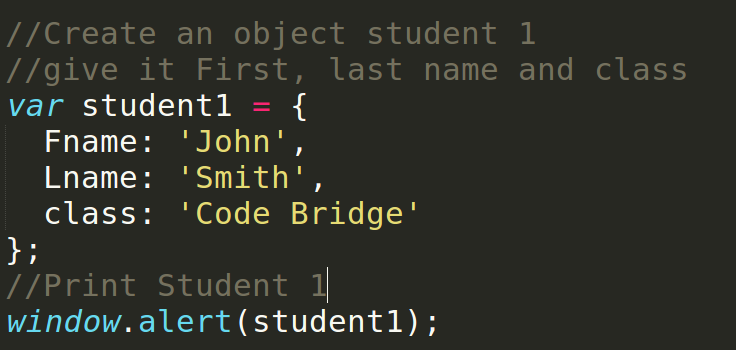 //Create an object student 1
//give it First, last name and class
var student1 = {
  Fname: 'John',
  Lname: 'Smith',
  class: 'Code Bridge'
};
//Print Student 1
window.alert(student1);